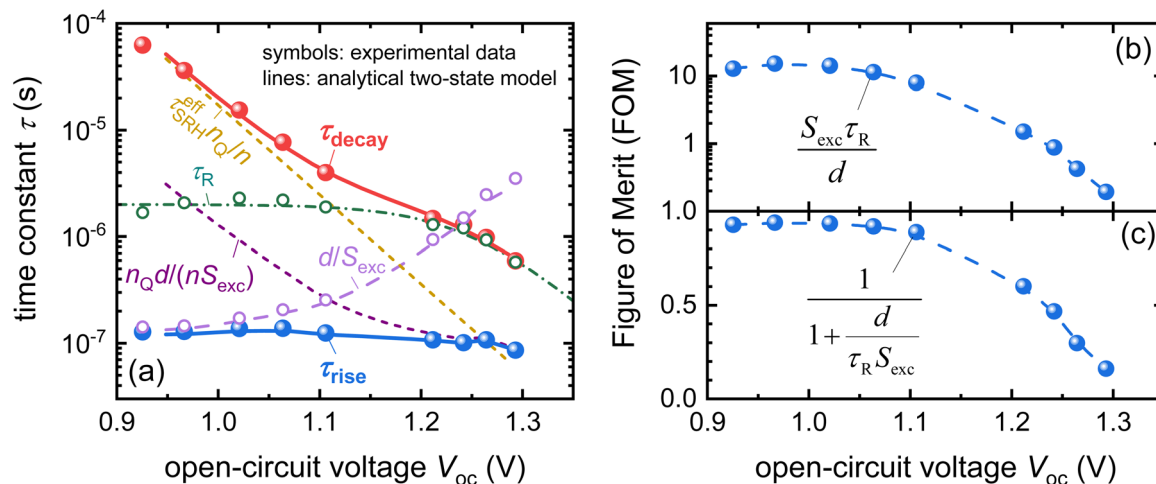 10⁻⁴
10⁻⁵
10⁻⁶
10⁻⁷
time constant τ (s)
symbols: experimental data
lines: analytical two-state model
τ_SRH^eff n_Q/n
τ_decay
τ_R
n_Q d/(nS_exc)
d/S_exc
τ_rise
(a)
0.9 1.0 1.1 1.2 1.3
open-circuit voltage V_oc (V)
Figure of Merit (FOM)
10
1
(b)
S_exc τ_R
d
1.0
0.5
0.0
(c)
1
1 + d
τ_R S_exc
0.9 1.0 1.1 1.2 1.3
open-circuit voltage V_oc (V)